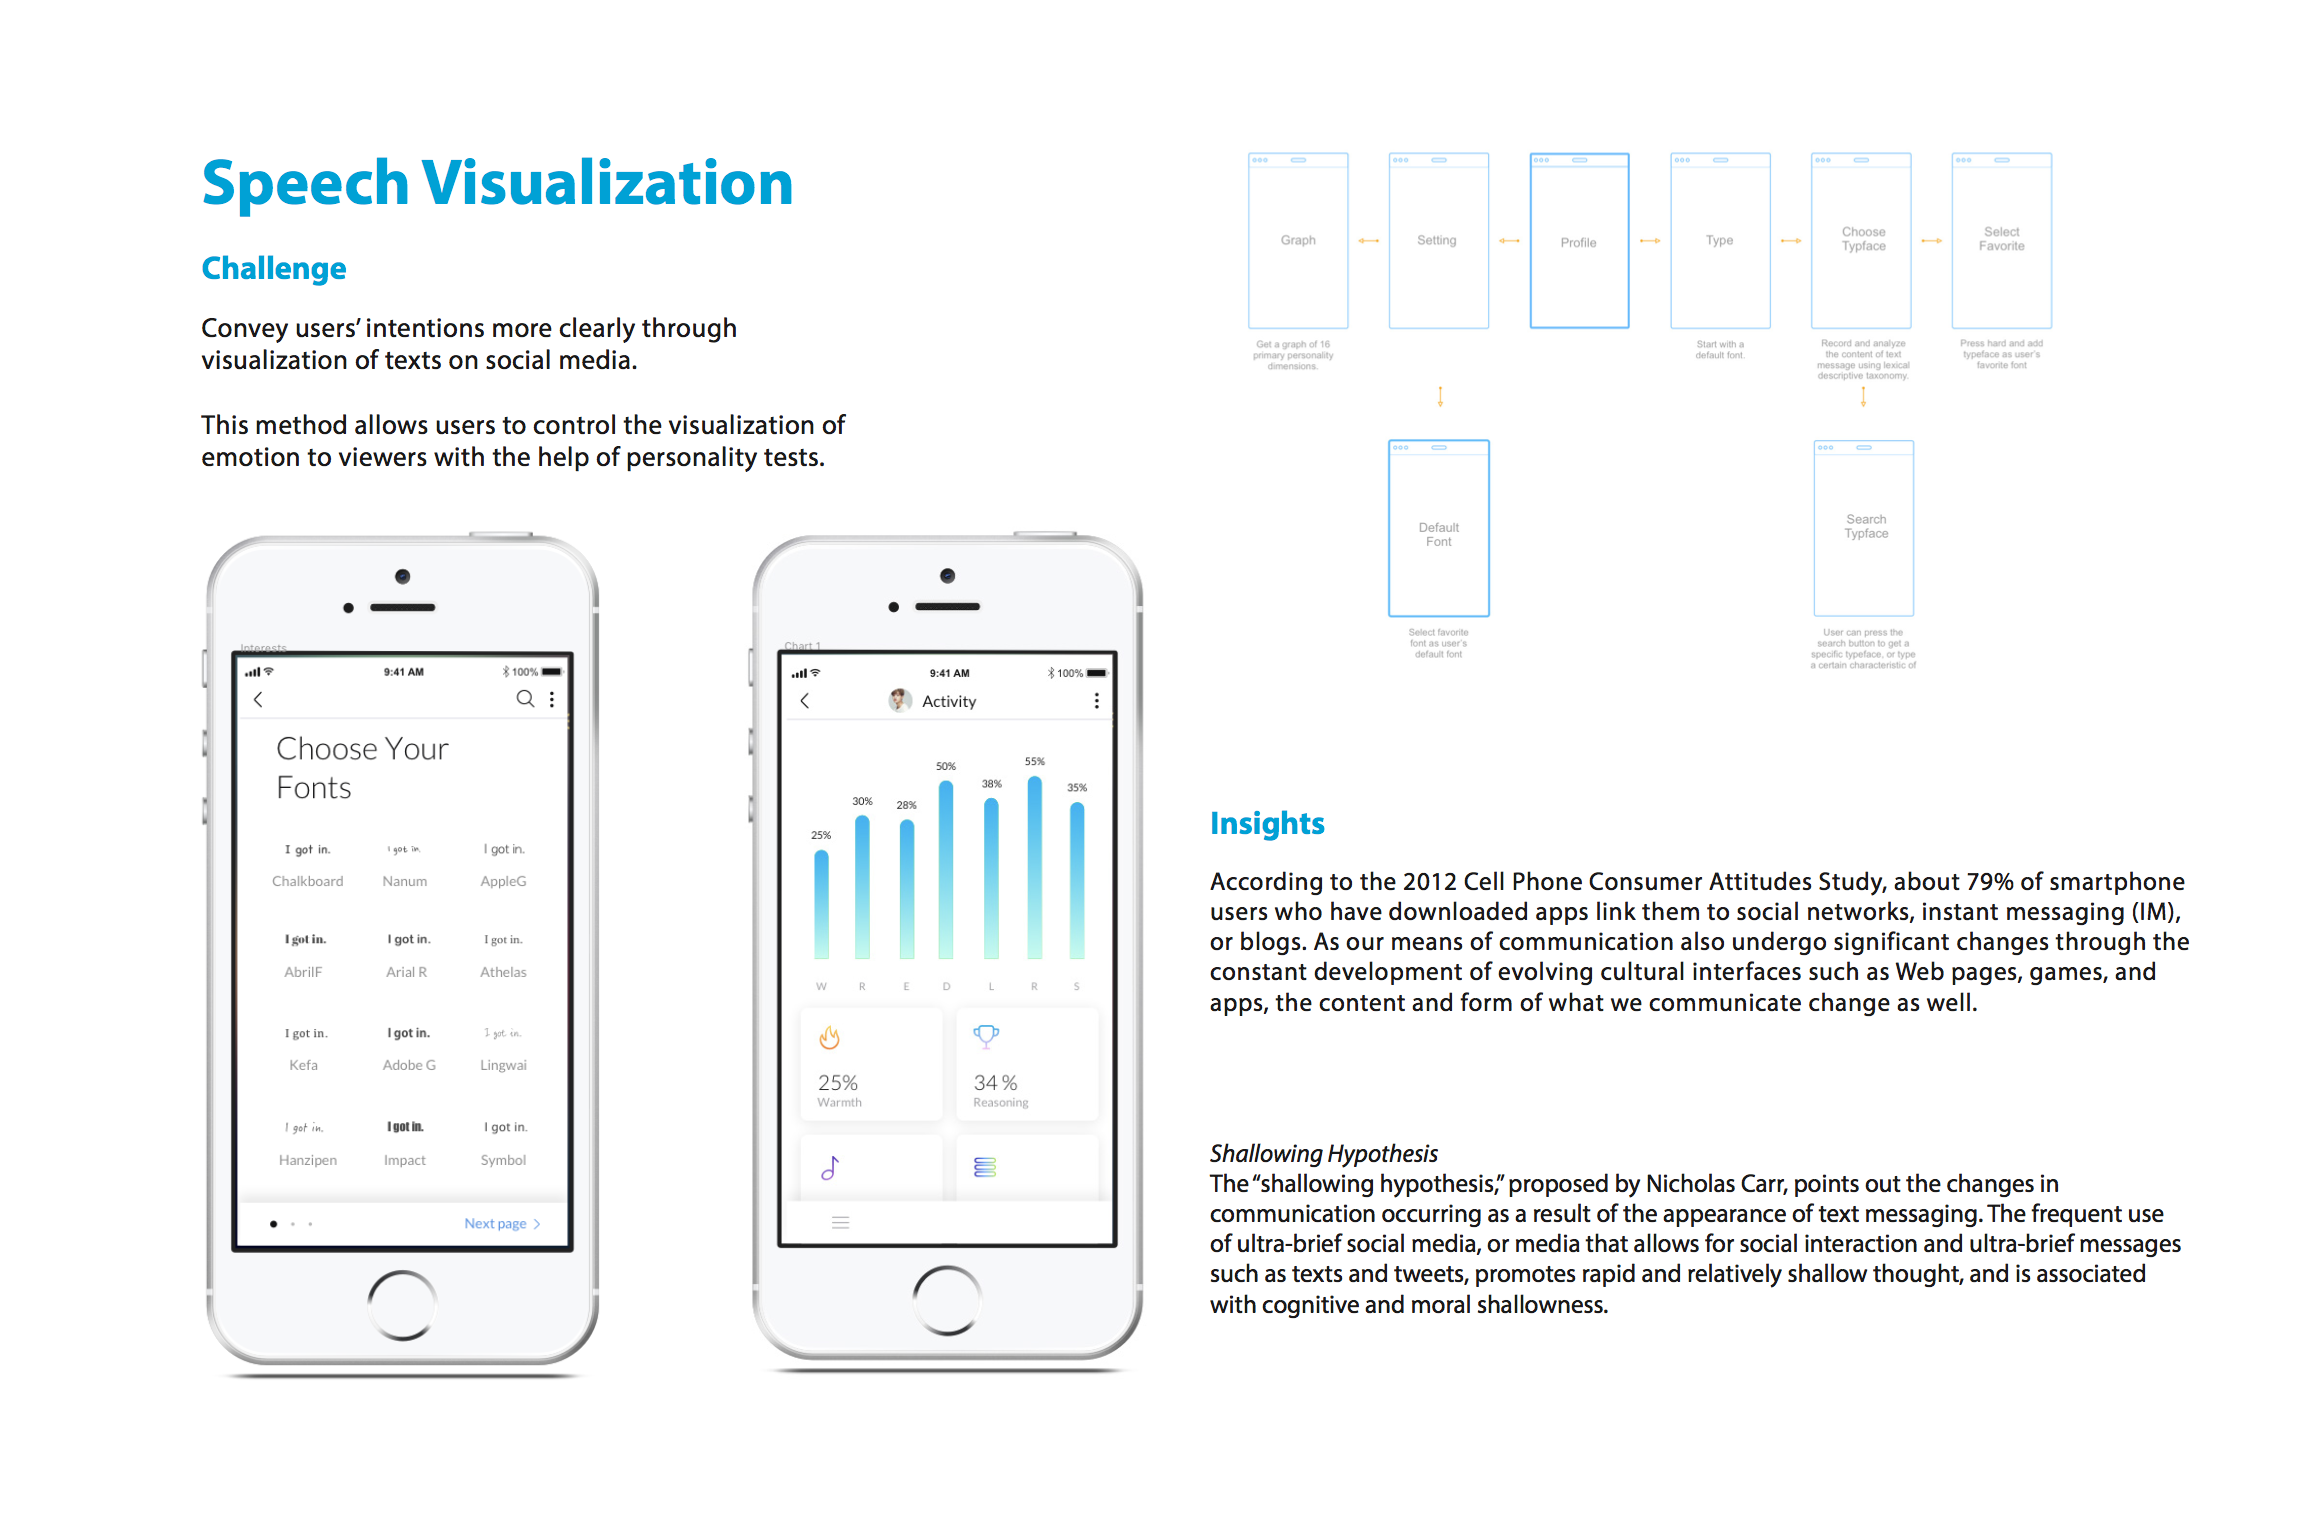 Speech Visualization
Challenge
Convey users’ intentions more clearly through
visualization of texts on social media.
This method allows users to control the visualization of
emotion to viewers with the help of personality tests.
Interests
9:41 AM
100%
Choose Your
Fonts
I got in.
I got in.
I got in.
Chalkboard
Nanum
AppleG
I got in.
I got in.
I got in.
AbrilF
Arial R
Athelas
I got in.
I got in.
I got in.
Kefa
Adobe G
Lingwai
I got in.
I got in.
I got in.
Hanzipen
Impact
Symbol
Next page
Chart 1
9:41 AM
100%
Activity
25%
30%
28%
50%
38%
55%
35%
W
R
E
D
L
R
S
25%
Warmth
34 %
Reasoning
Graph
Get a graph of 16
primary personality
dimensions.
Setting
Profile
Type
Start with a
default font.
Choose
Typface
Record and analyze
the content of text
message using lexical
descriptive taxonomy.
Select
Favorite
Press hard and add
typeface as user's
favorite font
Default
Font
Select favorite
font as user's
default font
Search
Typface
User can press the
search button to get a
specific typeface, or type
a certain characteristic of
Insights
According to the 2012 Cell Phone Consumer Attitudes Study, about 79% of smartphone
users who have downloaded apps link them to social networks, instant messaging (IM),
or blogs. As our means of communication also undergo significant changes through the
constant development of evolving cultural interfaces such as Web pages, games, and
apps, the content and form of what we communicate change as well.
Shallowing Hypothesis
The “shallowing hypothesis,” proposed by Nicholas Carr, points out the changes in
communication occurring as a result of the appearance of text messaging. The frequent use
of ultra-brief social media, or media that allows for social interaction and ultra-brief messages
such as texts and tweets, promotes rapid and relatively shallow thought, and is associated
with cognitive and moral shallowness.